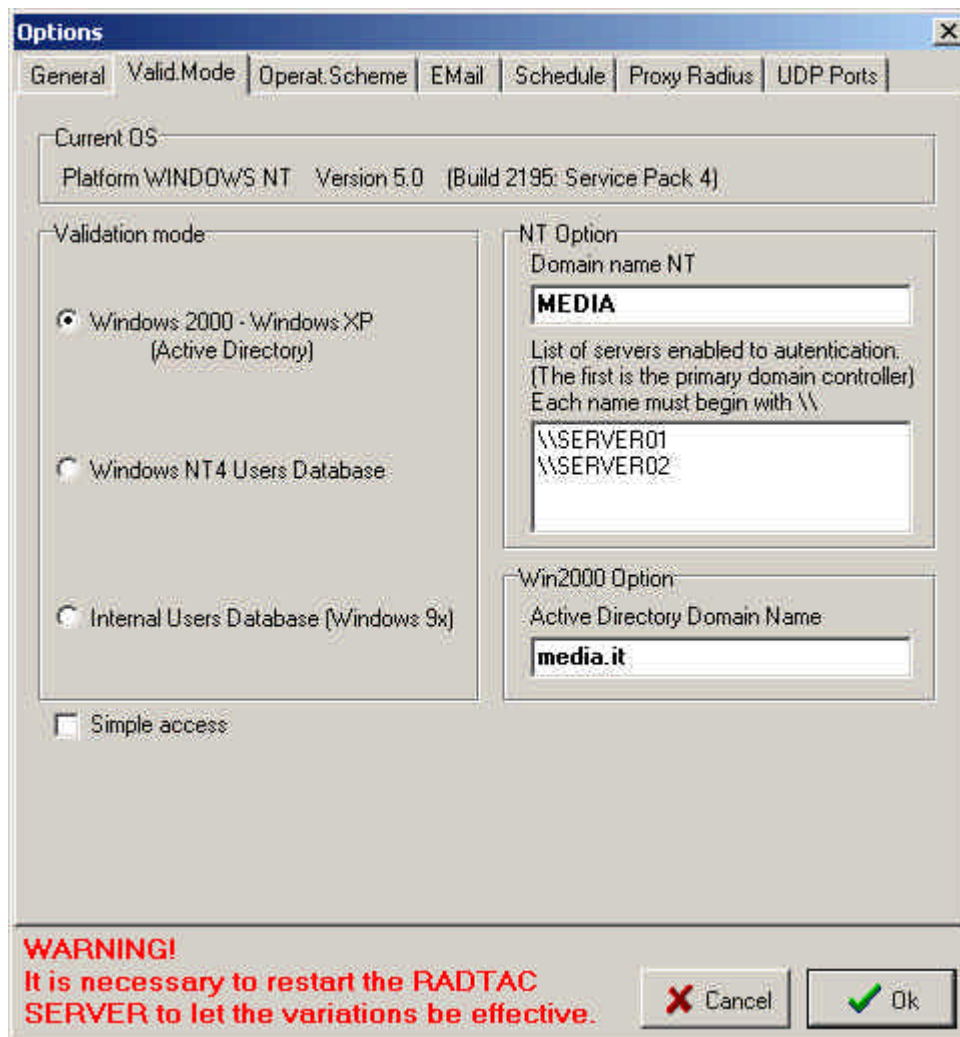 Options
General Valid.Mode Operat.Scheme EMail Schedule Proxy Radius UDP Ports
Current OS
Platform WINDOWS NT Version 5.0 (Build 2195: Service Pack 4)
Validation mode
Windows 2000 - Windows XP
(Active Directory)
Windows NT4 Users Database
Internal Users Database (Windows 9x)
Simple access
NT Option
Domain name NT
MEDIA
List of servers enabled to autentication.
(The first is the primary domain controller)
Each name must begin with \\
\\SERVER01
\\SERVER02
Win2000 Option
Active Directory Domain Name
media.it
WARNING!
It is necessary to restart the RADTAC
SERVER to let the variations be effective.
Cancel
Ok